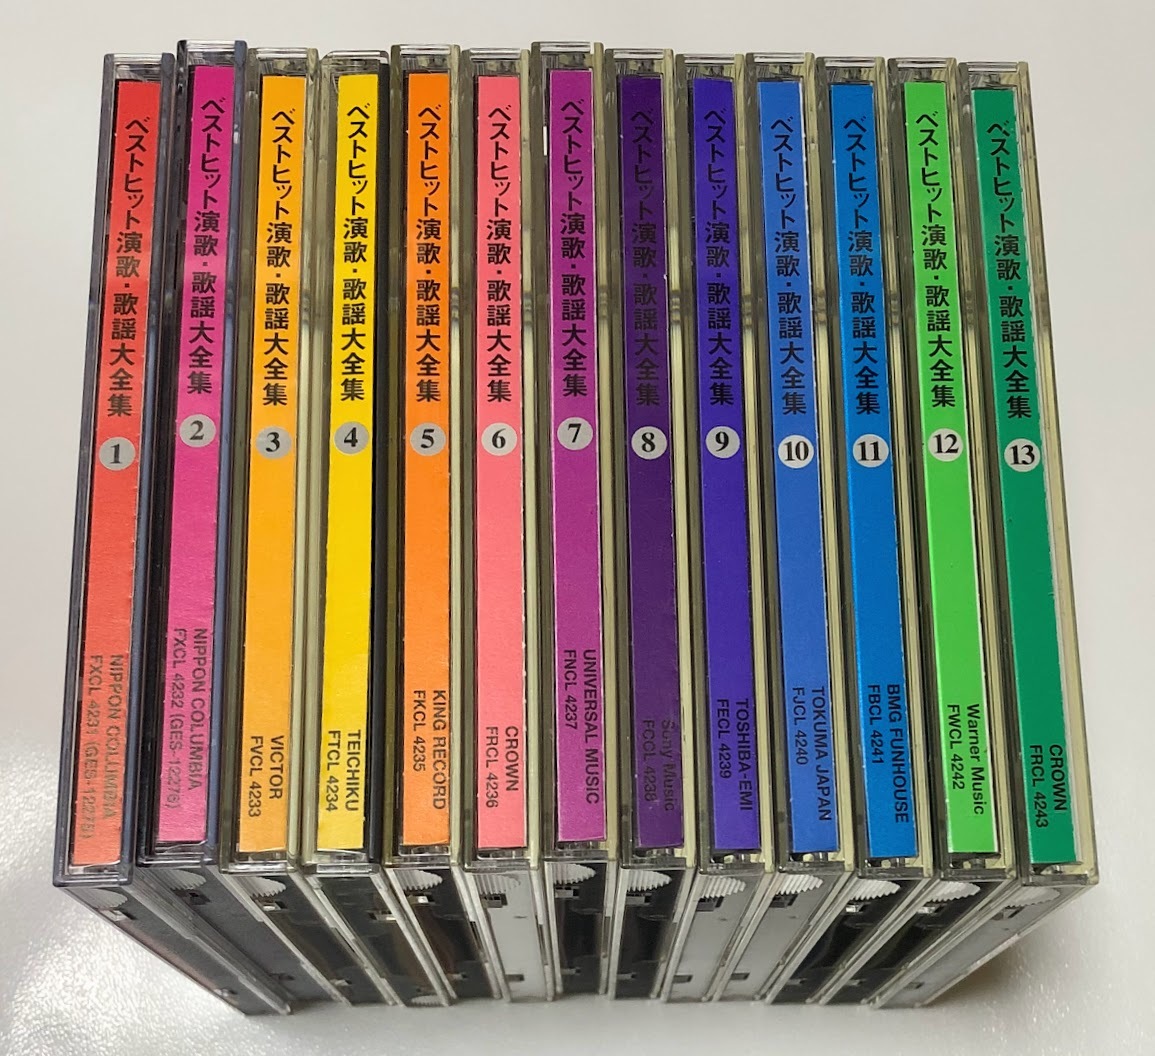 ベストヒット演歌・歌謡大全集
1
NIPPON COLUMBIA
FXCL 4231 (GES-12275)
ベストヒット演歌・歌謡大全集
2
NIPPON COLUMBIA
FXCL 4232 (GES-12276)
ベストヒット演歌・歌謡大全集
3
VICTOR
FVCL 4233
ベストヒット演歌・歌謡大全集
4
TEICHIKU
FTCL 4234
ベストヒット演歌・歌謡大全集
5
KING RECORD
FKCL 4235
ベストヒット演歌・歌謡大全集
6
CROWN
FRCL 4236
ベストヒット演歌・歌謡大全集
7
UNIVERSAL MUSIC
FNCL 4237
ベストヒット演歌・歌謡大全集
8
Sony Music
FCCL 4238
ベストヒット演歌・歌謡大全集
9
TOSHIBA-EMI
FECL 4239
ベストヒット演歌・歌謡大全集
10
TOKUMA JAPAN
FJCL 4240
ベストヒット演歌・歌謡大全集
11
BMG FUNHOUSE
FBCL 4241
ベストヒット演歌・歌謡大全集
12
Warner Music
FWCL 4242
ベストヒット演歌・歌謡大全集
13
CROWN
FRCL 4243